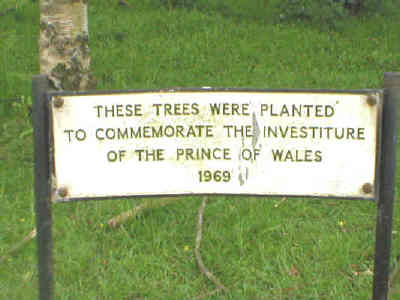 THESE TREES WERE PLANTED
TO COMMEMORATE THE INVESTITURE
OF THE PRINCE OF WALES
1969